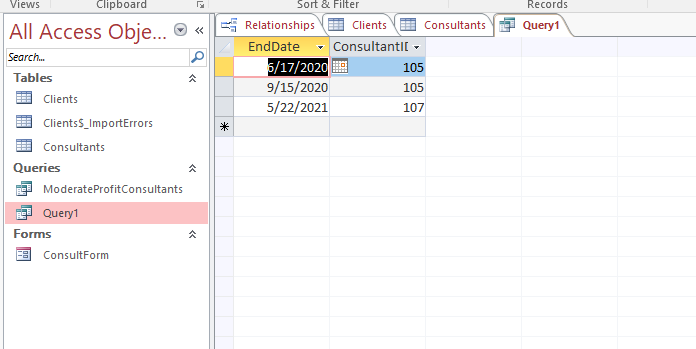 Views Clipboard Sort & Filter Records
All Access Obje...
Search...
Tables
Clients
Clients$_ImportErrors
Consultants
Queries
ModerateProfitConsultants
Query1
Forms
ConsultForm
Relationships Clients Consultants Query1
EndDate ConsultantID
6/17/2020 105
9/15/2020 105
5/22/2021 107